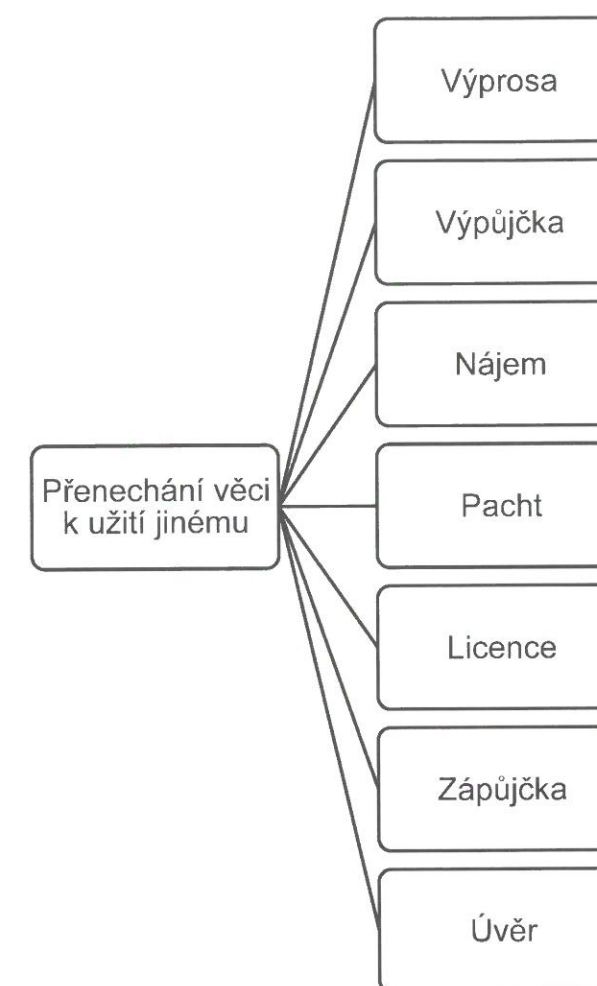 Výprosa
Výpůjčka
Nájem
Přenechání věci
k užití jinému
Pacht
Licence
Zápůjčka
Úvěr